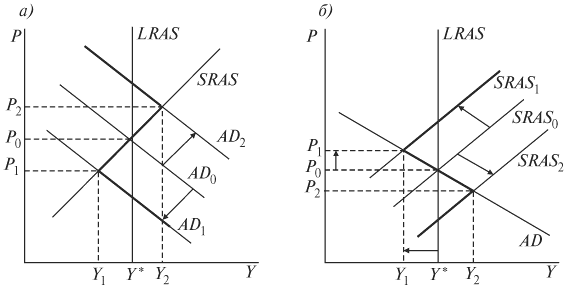 а)
P
LRAS
SRAS
P₂
P₀
P₁
AD₂
AD₀
AD₁
Y₁
Y*
Y₂
Y
б)
P
LRAS
SRAS₁
SRAS₀
SRAS₂
P₁
P₀
P₂
AD
Y₁
Y*
Y₂
Y